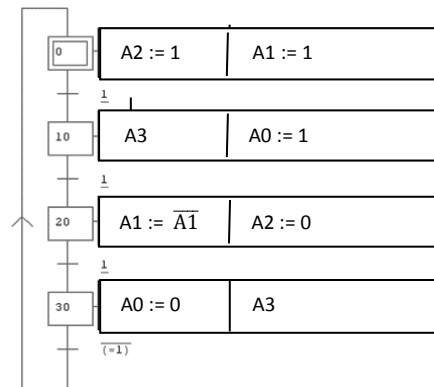 0 A2 := 1 A1 := 1
1
10 A3 A0 := 1
1
20 A1 := A̅1̅ A2 := 0
1
30 A0 := 0 A3
(=1)